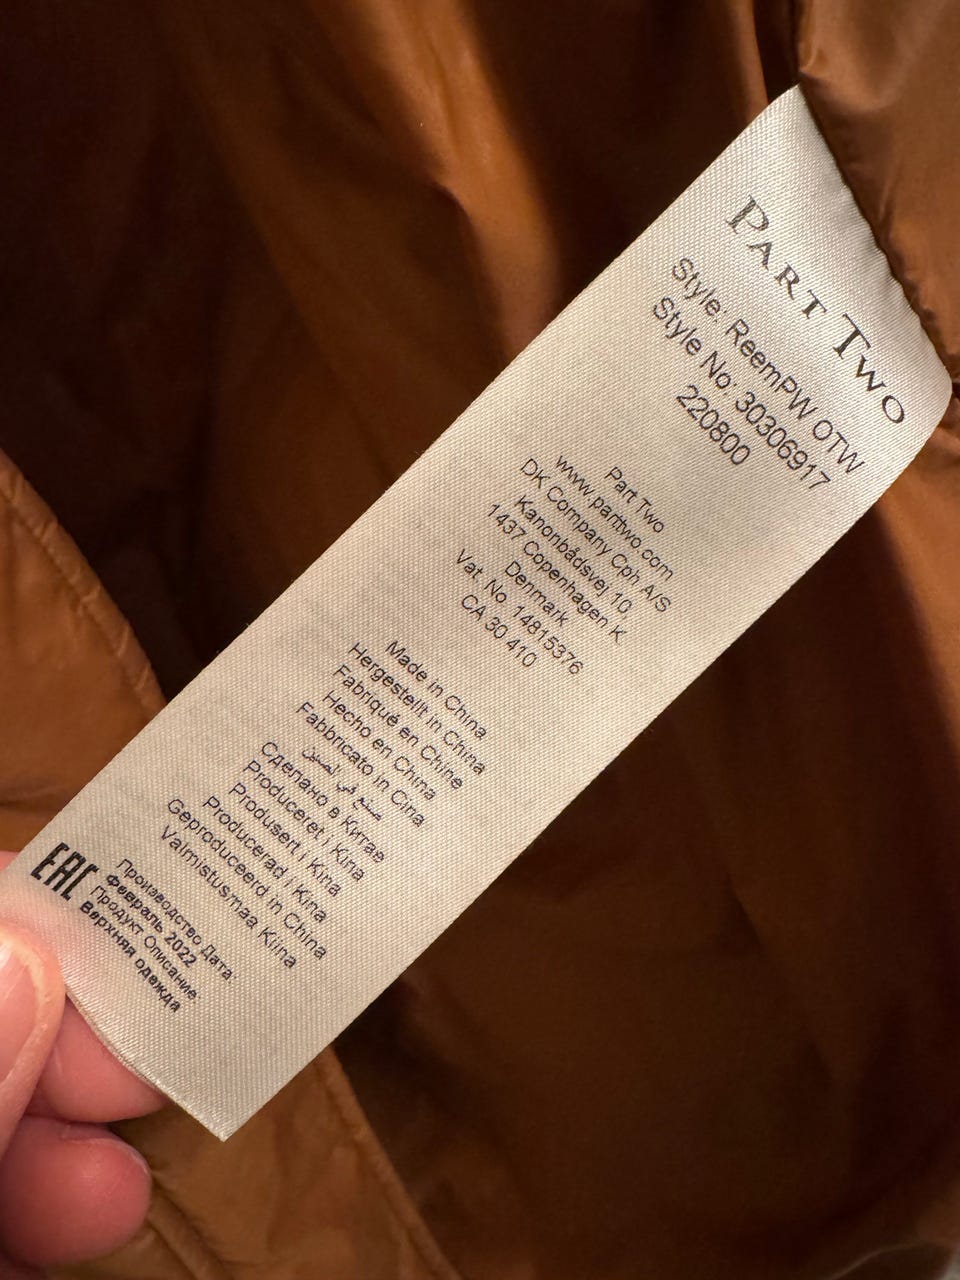 PART TWO
Style: ReemPW OTW
Style No: 30306917
220800
Part Two
www.parttwo.com
DK Company Cph A/S
Kanonbådsvej 10,
1437 Copenhagen K,
Denmark
Vat. No. 14815376
CA 30 410
Made in China
Hergestellt in China
Fabriqué en Chine
Hecho en China
Fabbricato in Cina
صنع في الصين
Сделано в Китае
Produceret i Kina
Produsert i Kina
Producerad i Kina
Geproduceerd in China
Valmistusmaa Kiina
EAC
Производство Дата:
Февраль 2022
Продукт Описание:
Верхняя одежда